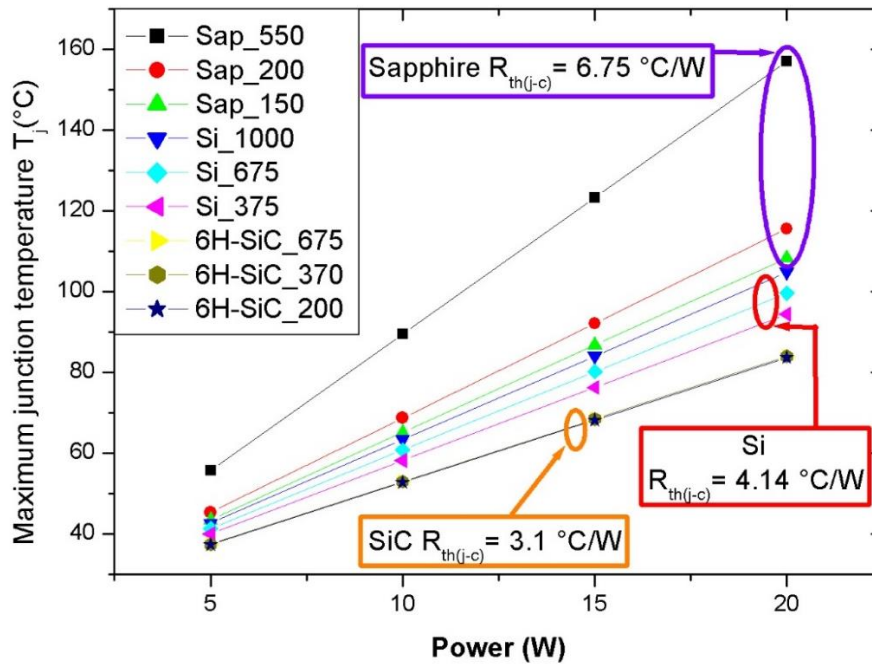 Maximum junction temperature Tj(°C)
160
140
120
100
80
60
40
Sap_550
Sap_200
Sap_150
Si_1000
Si_675
Si_375
6H-SiC_675
6H-SiC_370
6H-SiC_200
Sapphire Rth(j-c)= 6.75 °C/W
Si
Rth(j-c)= 4.14 °C/W
SiC Rth(j-c)= 3.1 °C/W
5 10 15 20
Power (W)